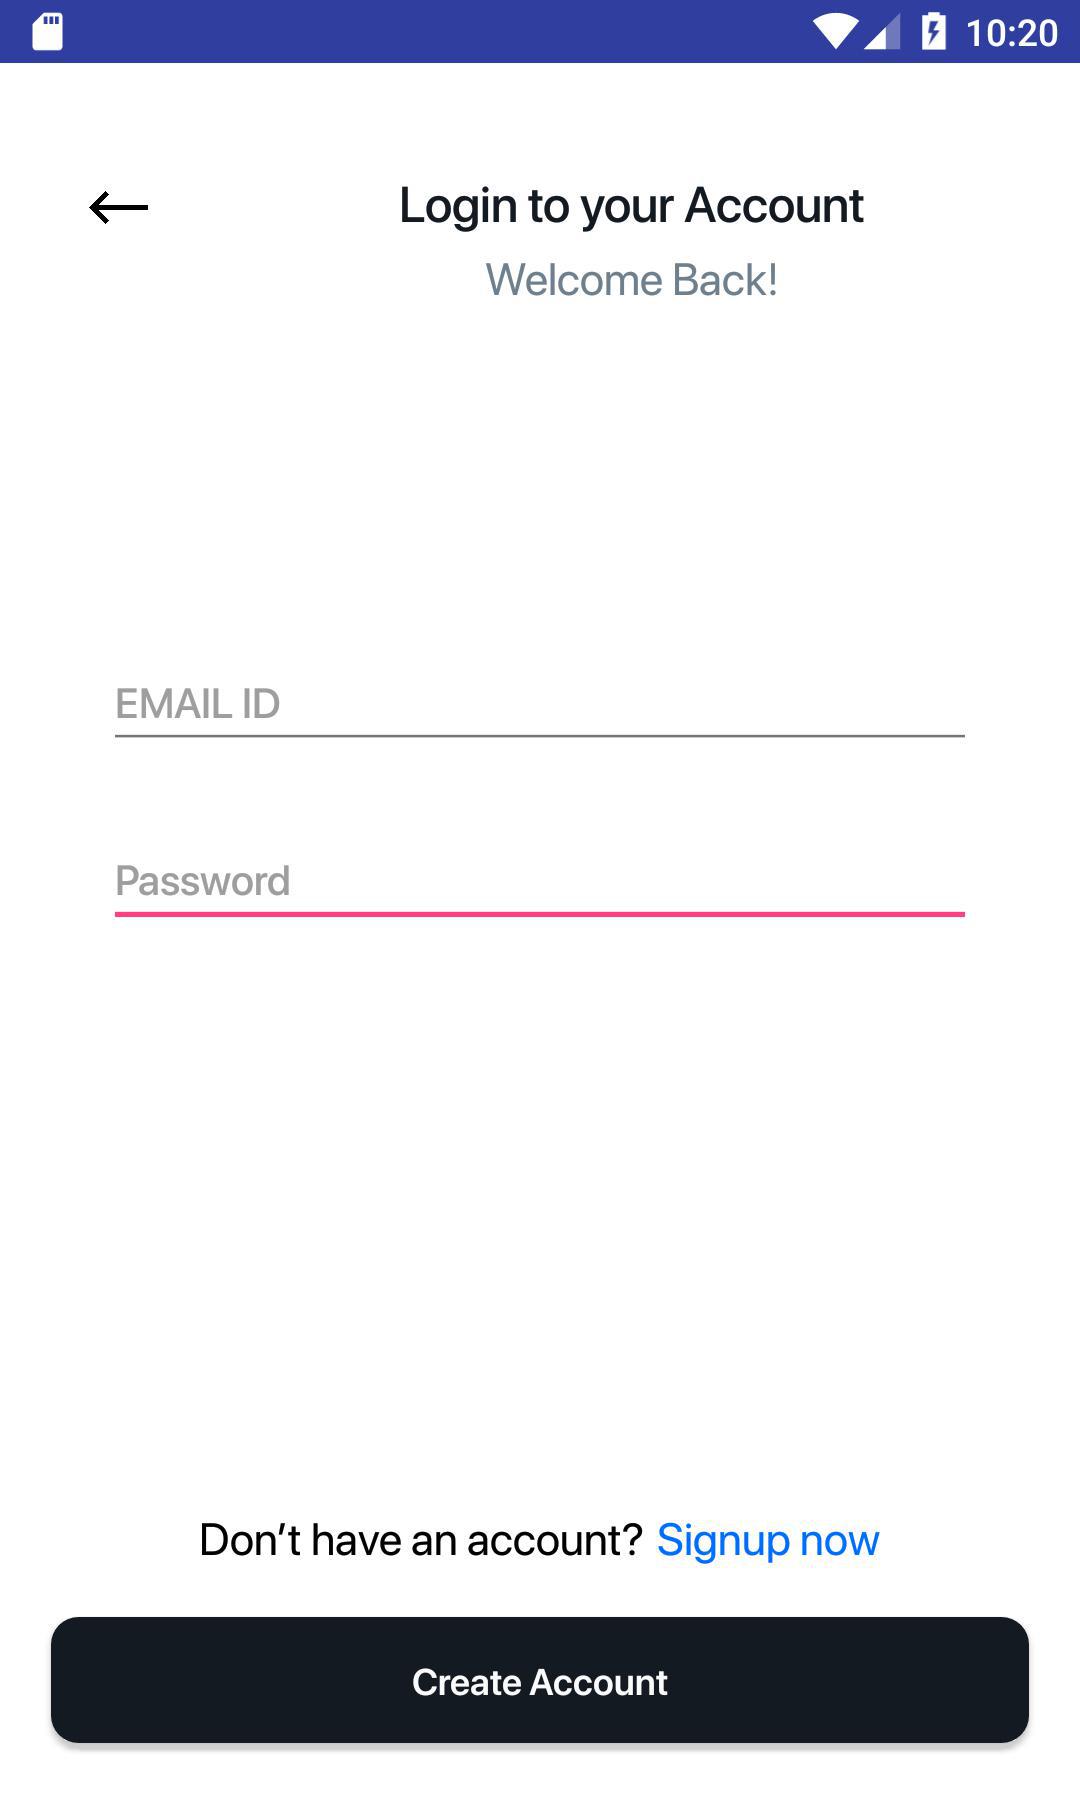 10:20
Login to your Account
Welcome Back!
EMAIL ID
Password
Don’t have an account? Signup now
Create Account